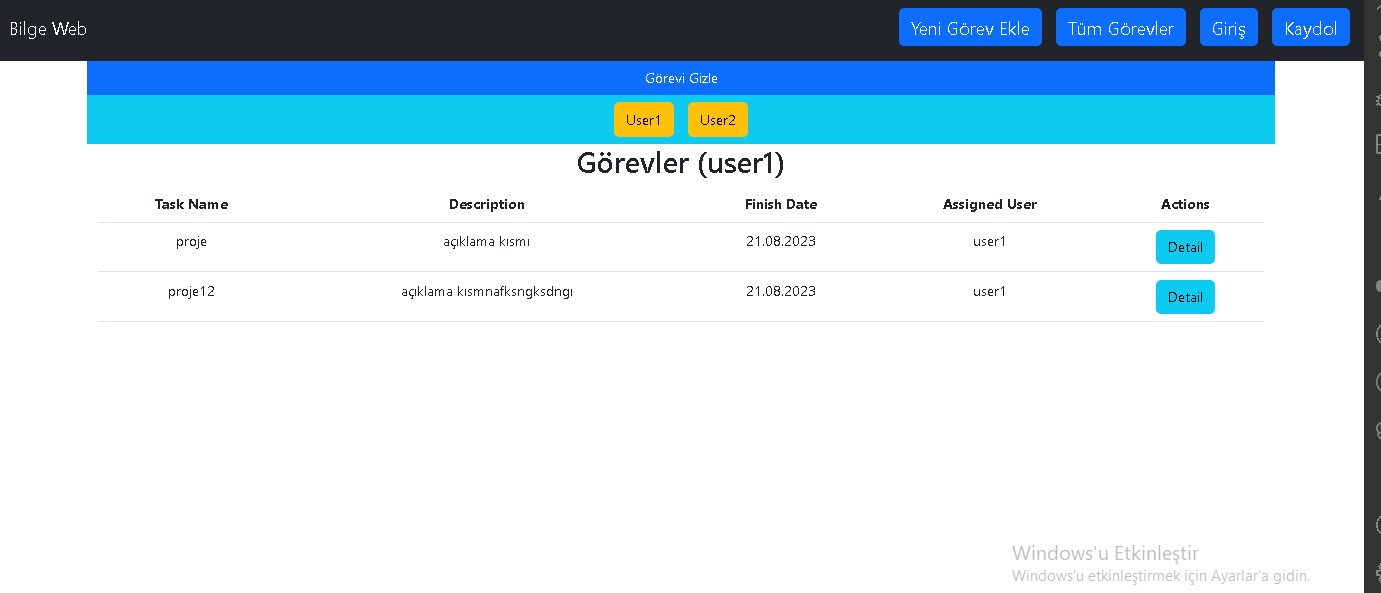 Bilge Web Yeni Görev Ekle Tüm Görevler Giriş Kaydol
Görevi Gizle
User1 User2
Görevler (user1)
Task Name Description Finish Date Assigned User Actions
proje açıklama kısmı 21.08.2023 user1 Detail
proje12 açıklama kısmnafksngksdngı 21.08.2023 user1 Detail
Windows'u Etkinleştir
Windows'u etkinleştirmek için Ayarlar'a gidin.